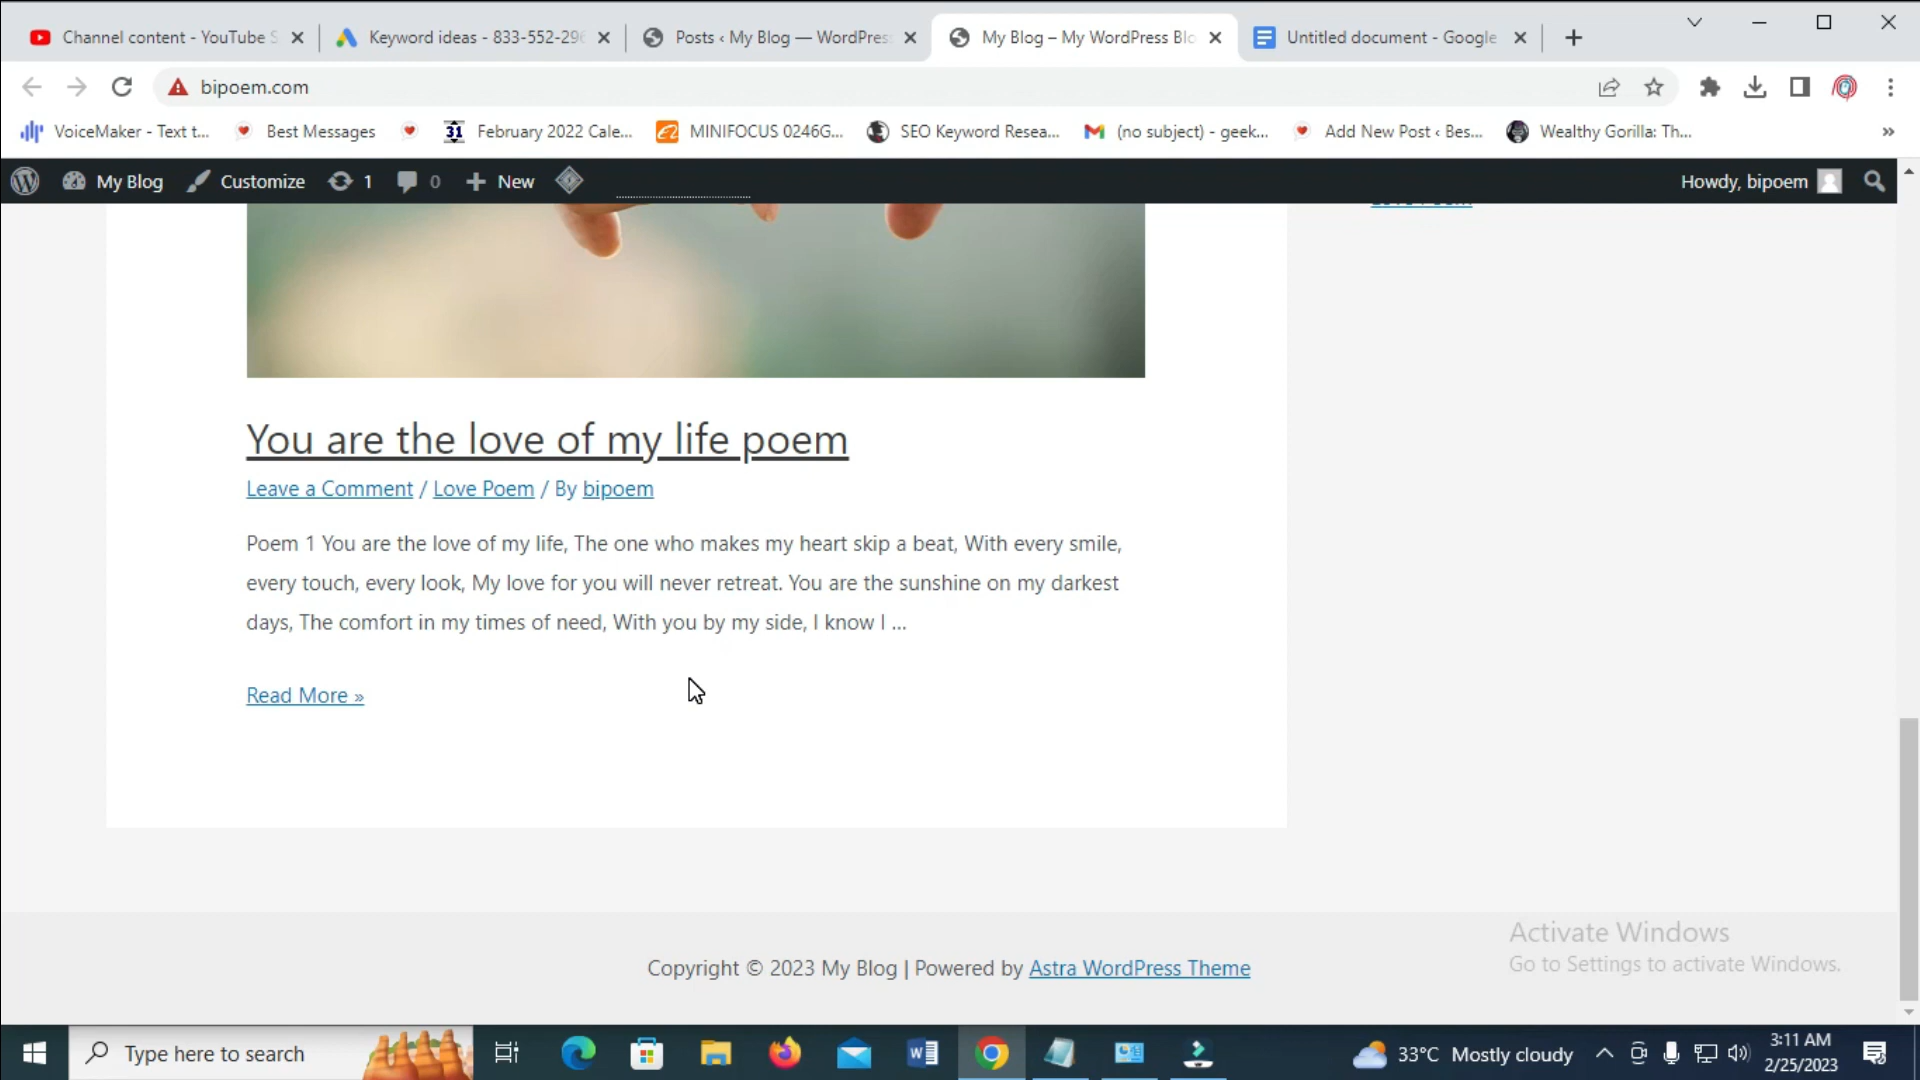 Channel content - YouTube S
Keyword ideas - 833-552-296
Posts ‹ My Blog — WordPress
My Blog – My WordPress Blo
Untitled document - Google
bipoem.com
VoiceMaker - Text t...
Best Messages
31
February 2022 Cale...
MINIFOCUS 0246G...
SEO Keyword Resea...
(no subject) - geek...
Add New Post ‹ Bes...
Wealthy Gorilla: Th...
»
My Blog
Customize
1
0
New
Howdy, bipoem
You are the love of my life poem
Leave a Comment / Love Poem / By bipoem
Poem 1 You are the love of my life, The one who makes my heart skip a beat, With every smile,
every touch, every look, My love for you will never retreat. You are the sunshine on my darkest
days, The comfort in my times of need, With you by my side, I know I ...
Read More »
Activate Windows
Go to Settings to activate Windows.
Copyright © 2023 My Blog | Powered by Astra WordPress Theme
Type here to search
33°C Mostly cloudy
3:11 AM
2/25/2023